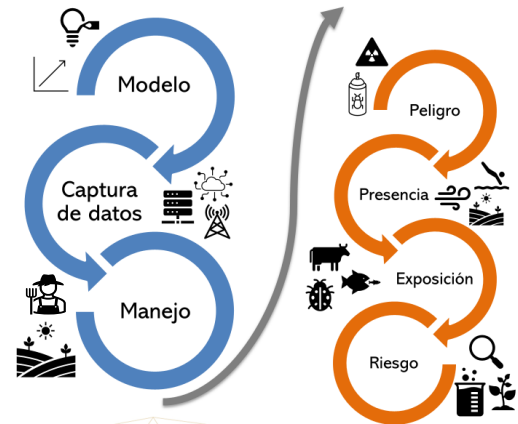 Modelo
Captura
de datos
Manejo
Peligro
Presencia
Exposición
Riesgo